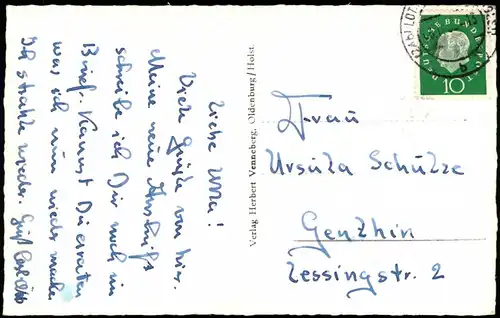 Liebe Ulla!
Viele Grüße von hier.
Meine neue Anschrift
schreibe ich Dir noch im
Brief. Kannst Du erraten
was ich nun wieder mache
Ich strahle wieder. Gruß
Verlag Herbert Venneberg, Oldenburg/Holst.
DEUTSCHE BUNDESPOST
10
Frau
Ursula Schulze
Genthin
Lessingstr. 2